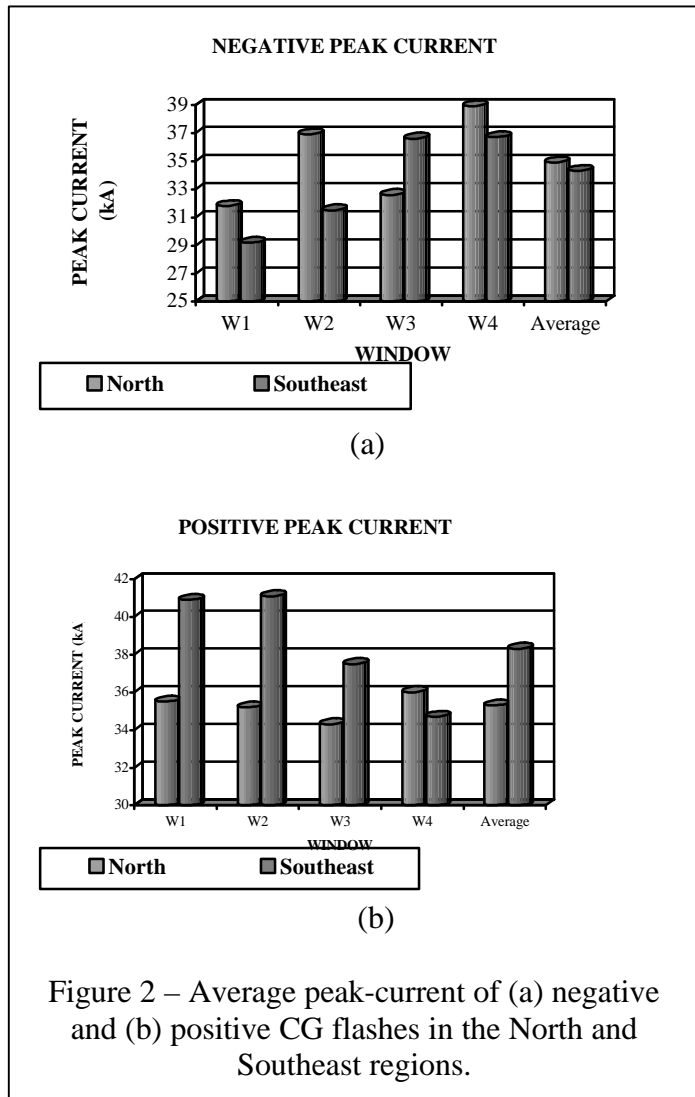 NEGATIVE PEAK CURRENT
PEAK CURRENT
(kA)
39
37
35
33
31
29
27
25
W1 W2 W3 W4 Average
WINDOW
North Southeast
(a)
POSITIVE PEAK CURRENT
PEAK CURRENT (kA
42
40
38
36
34
32
30
W1 W2 W3 W4 Average
WINDOW
North Southeast
(b)
Figure 2 – Average peak-current of (a) negative
and (b) positive CG flashes in the North and
Southeast regions.